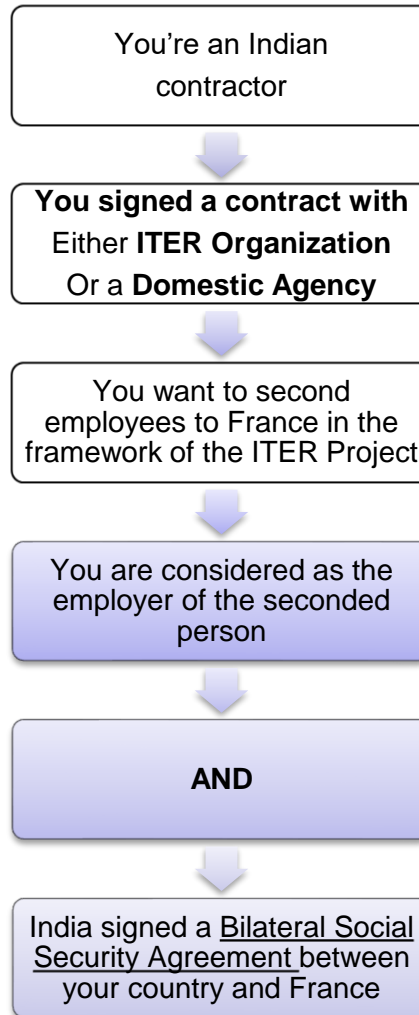 You’re an Indian
contractor
You signed a contract with
Either ITER Organization
Or a Domestic Agency
You want to second
employees to France in the
framework of the ITER Project
You are considered as the
employer of the seconded
person
AND
India signed a Bilateral Social
Security Agreement between
your country and France